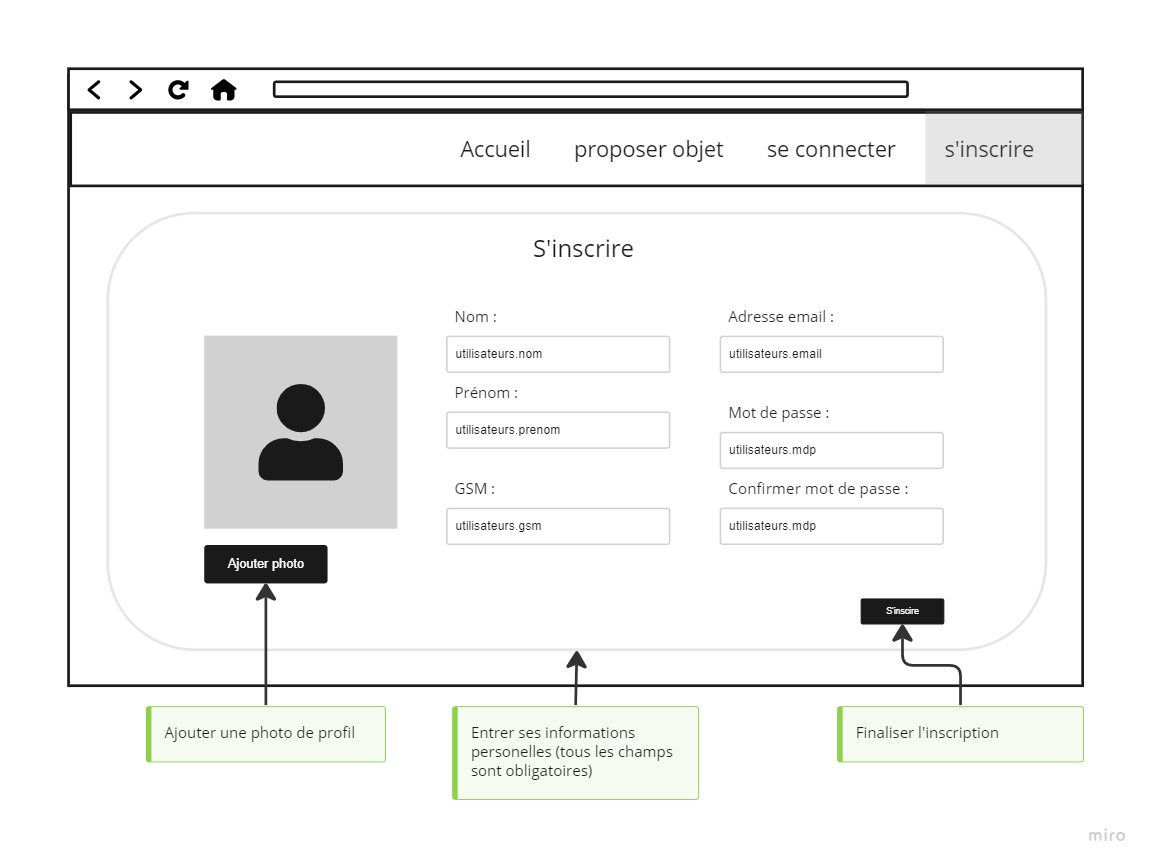 Accueil
proposer objet
se connecter
s'inscrire
S'inscrire
Nom :
utilisateurs.nom
Prénom :
utilisateurs.prenom
GSM :
utilisateurs.gsm
Adresse email :
utilisateurs.email
Mot de passe :
utilisateurs.mdp
Confirmer mot de passe :
utilisateurs.mdp
Ajouter photo
S'inscire
Ajouter une photo de profil
Entrer ses informations
personelles (tous les champs
sont obligatoires)
Finaliser l'inscription
miro